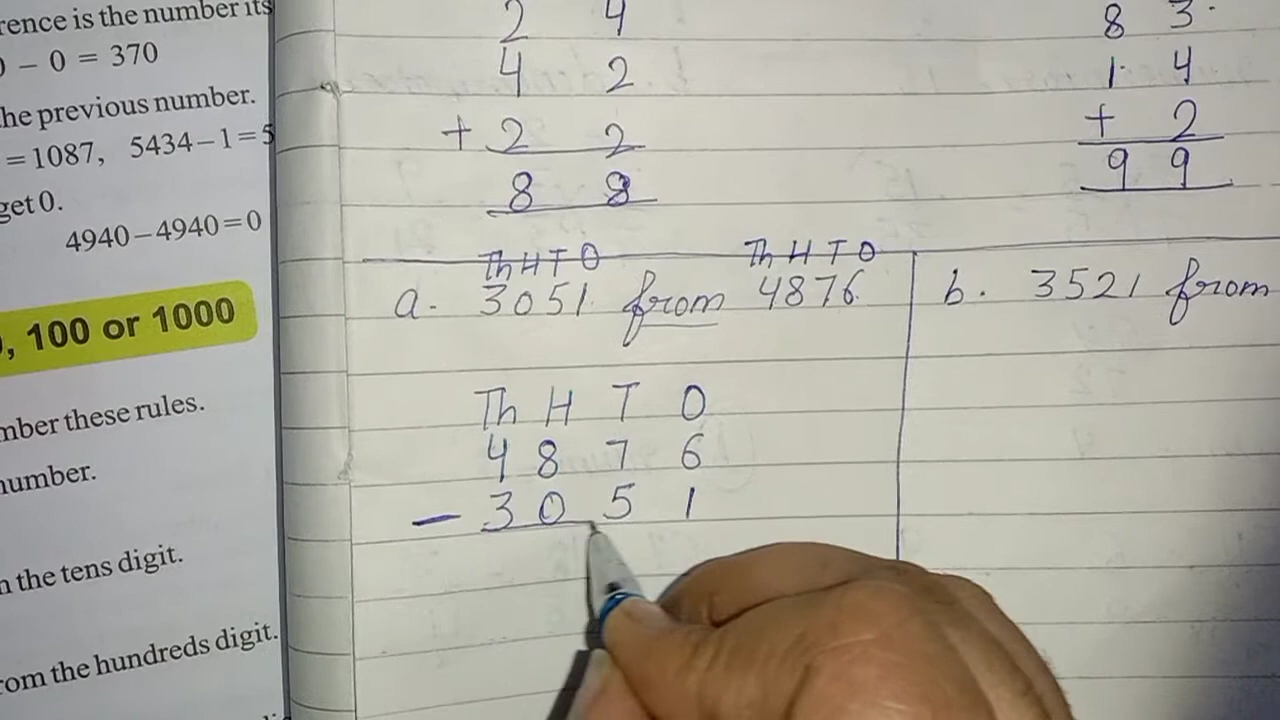 rence is the number its
0 − 0 = 370
he previous number.
= 1087, 5434 − 1 = 5
get 0.
4940 − 4940 = 0
, 100 or 1000
mber these rules.
number.
n the tens digit.
rom the hundreds digit.
2 4
4 2
+ 2 2
8 8
8 3
1 4
+ 2
9 9
Th H T O Th H T O
a. 3051 from 4876
b. 3521 from
Th H T O
4 8 7 6
− 3 0 5 1